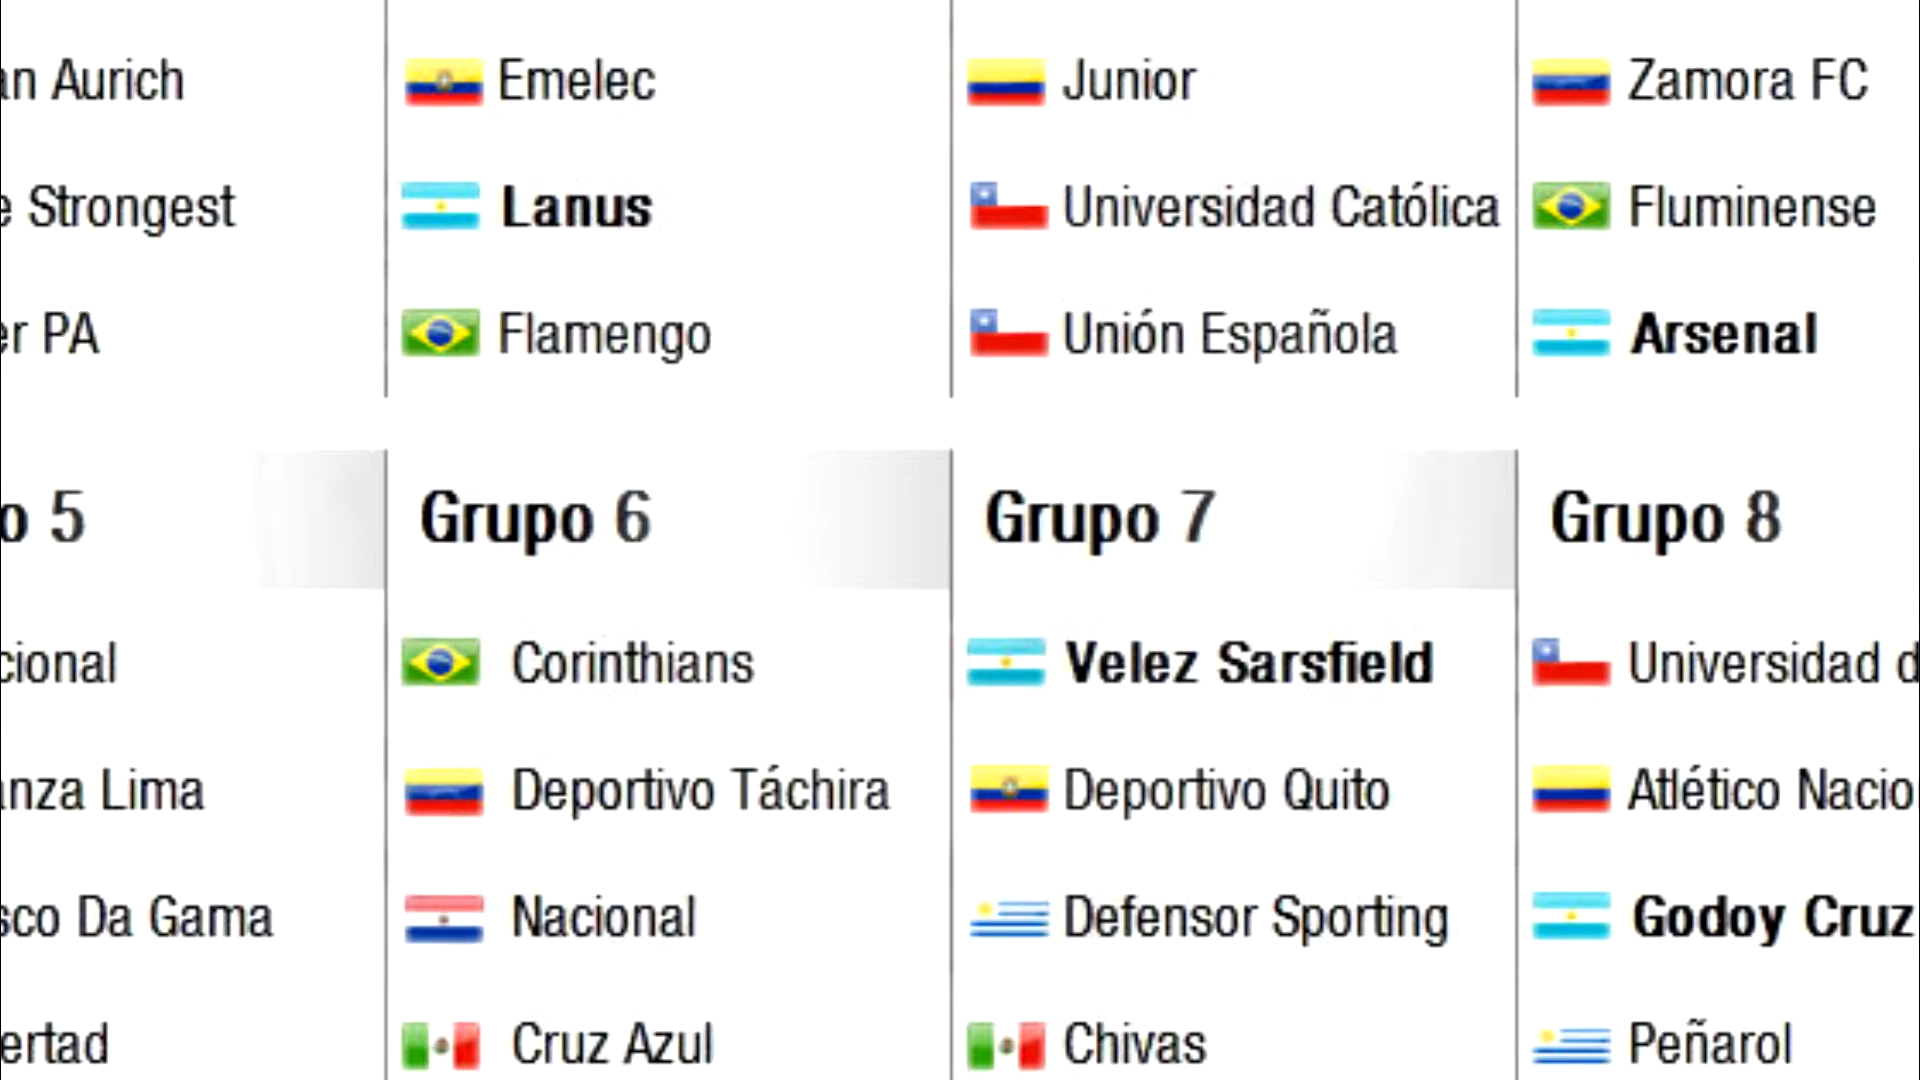 an Aurich
Emelec
Junior
Zamora FC
e Strongest
Lanus
Universidad Católica
Fluminense
er PA
Flamengo
Unión Española
Arsenal
o 5
Grupo 6
Grupo 7
Grupo 8
cional
Corinthians
Velez Sarsfield
Universidad d
anza Lima
Deportivo Táchira
Deportivo Quito
Atlético Nacio
sco Da Gama
Nacional
Defensor Sporting
Godoy Cruz
ertad
Cruz Azul
Chivas
Peñarol